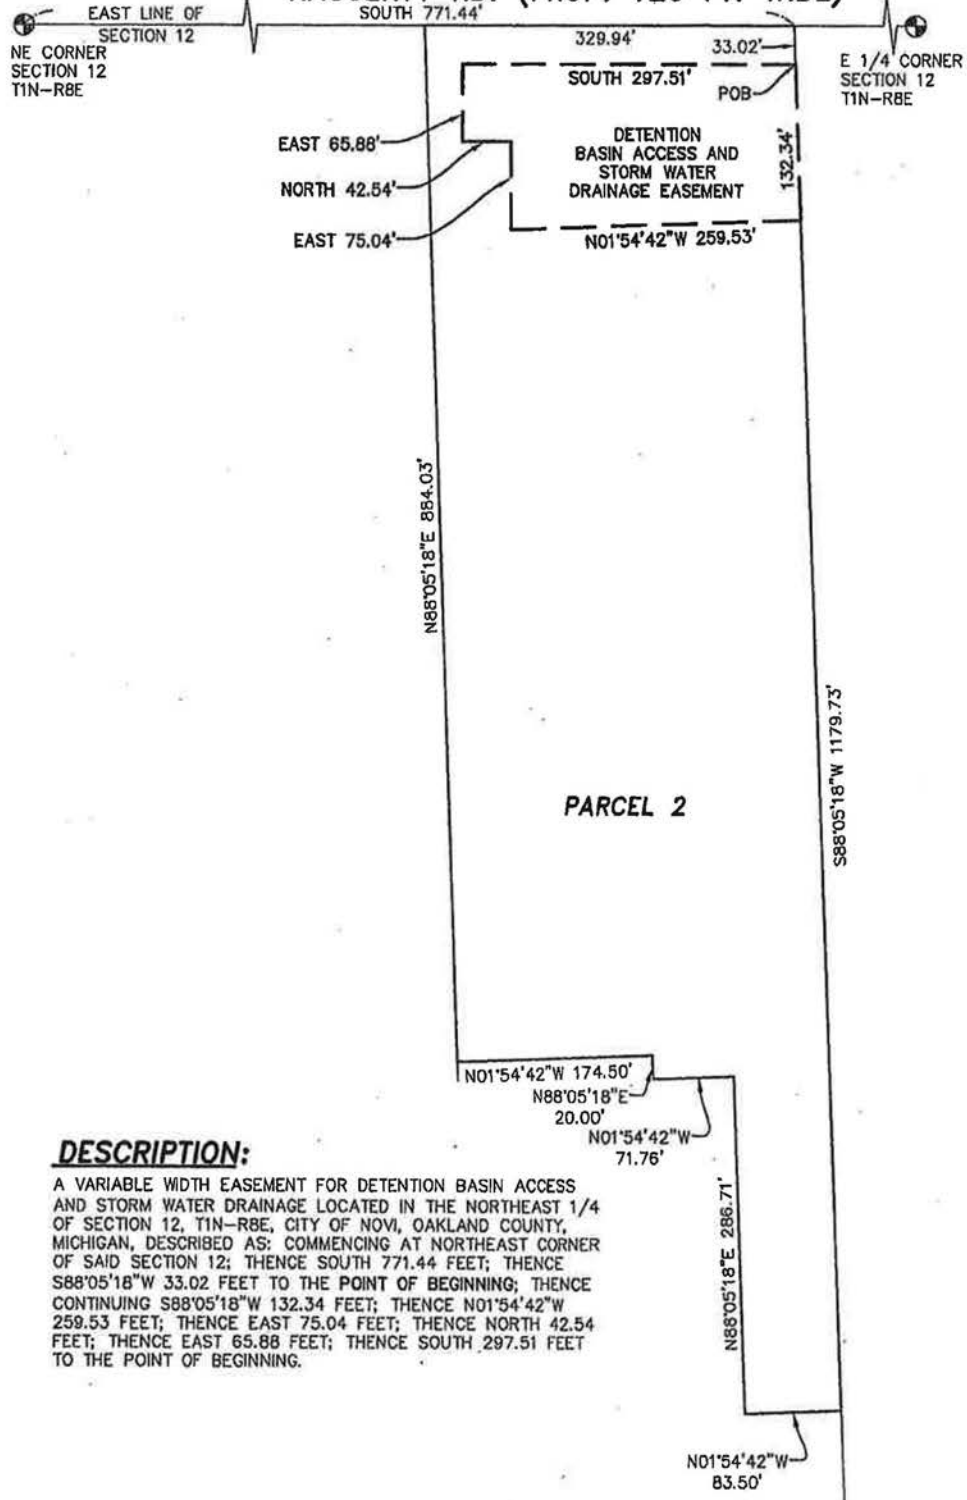 EAST LINE OF
SECTION 12
SOUTH 771.44'
NE CORNER
SECTION 12
T1N-R8E
329.94'
33.02'
E 1/4 CORNER
SECTION 12
T1N-R8E
SOUTH 297.51'
POB
EAST 65.88'
NORTH 42.54'
EAST 75.04'
DETENTION
BASIN ACCESS AND
STORM WATER
DRAINAGE EASEMENT
132.34'
N01°54'42"W 259.53'
N88°05'18"E 884.03'
S88°05'18"W 1179.73'
PARCEL 2
N01°54'42"W 174.50'
N88°05'18"E
20.00'
N01°54'42"W
71.76'
N88°05'18"E 286.71'
N01°54'42"W
83.50'
DESCRIPTION:
A VARIABLE WIDTH EASEMENT FOR DETENTION BASIN ACCESS
AND STORM WATER DRAINAGE LOCATED IN THE NORTHEAST 1/4
OF SECTION 12, T1N-R8E, CITY OF NOVI, OAKLAND COUNTY,
MICHIGAN, DESCRIBED AS: COMMENCING AT NORTHEAST CORNER
OF SAID SECTION 12; THENCE SOUTH 771.44 FEET; THENCE
S88°05'18"W 33.02 FEET TO THE POINT OF BEGINNING; THENCE
CONTINUING S88°05'18"W 132.34 FEET; THENCE N01°54'42"W
259.53 FEET; THENCE EAST 75.04 FEET; THENCE NORTH 42.54
FEET; THENCE EAST 65.88 FEET; THENCE SOUTH 297.51 FEET
TO THE POINT OF BEGINNING.